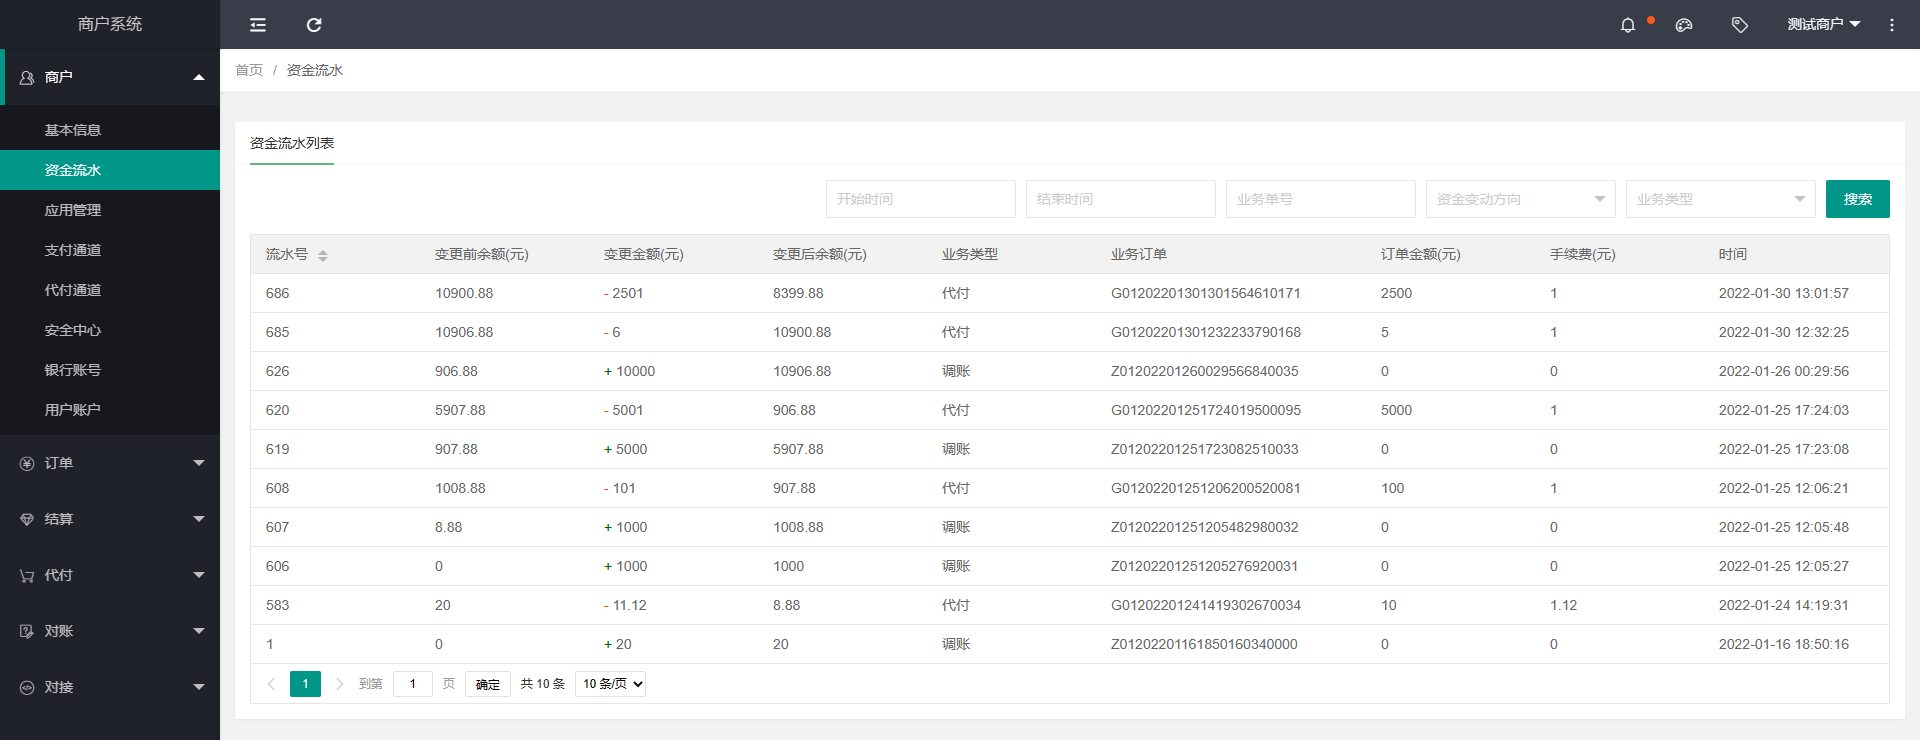 商户系统
测试商户
商户
基本信息
资金流水
应用管理
支付通道
代付通道
安全中心
银行账号
用户账户
订单
结算
代付
对账
对接
首页 / 资金流水
资金流水列表
开始时间 结束时间 业务单号 资金变动方向 业务类型 搜索
流水号 变更前余额(元) 变更金额(元) 变更后余额(元) 业务类型 业务订单 订单金额(元) 手续费(元) 时间
686 10900.88 - 2501 8399.88 代付 G01202201301301564610171 2500 1 2022-01-30 13:01:57
685 10906.88 - 6 10900.88 代付 G01202201301232233790168 5 1 2022-01-30 12:32:25
626 906.88 + 10000 10906.88 调账 Z01202201260029566840035 0 0 2022-01-26 00:29:56
620 5907.88 - 5001 906.88 代付 G01202201251724019500095 5000 1 2022-01-25 17:24:03
619 907.88 + 5000 5907.88 调账 Z01202201251723082510033 0 0 2022-01-25 17:23:08
608 1008.88 - 101 907.88 代付 G01202201251206200520081 100 1 2022-01-25 12:06:21
607 8.88 + 1000 1008.88 调账 Z01202201251205482980032 0 0 2022-01-25 12:05:48
606 0 + 1000 1000 调账 Z01202201251205276920031 0 0 2022-01-25 12:05:27
583 20 - 11.12 8.88 代付 G01202201241419302670034 10 1.12 2022-01-24 14:19:31
1 0 + 20 20 调账 Z01202201161850160340000 0 0 2022-01-16 18:50:16
1 到第 1 页 确定 共 10 条 10 条/页